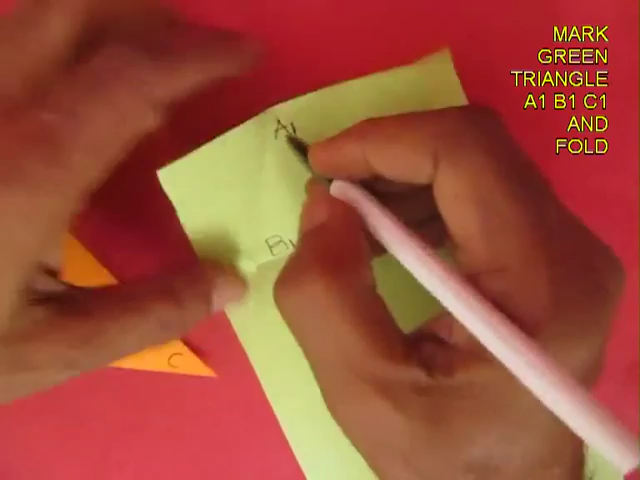 MARK
GREEN
TRIANGLE
A1 B1 C1
AND
FOLD
A1
B1
C